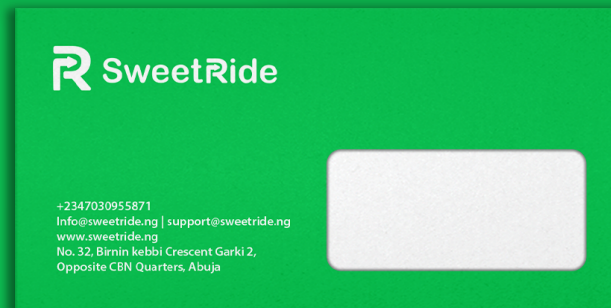 SweetRide
+2347030955871
Info@sweetride.ng | support@sweetride.ng
www.sweetride.ng
No. 32, Birnin kebbi Crescent Garki 2,
Opposite CBN Quarters, Abuja